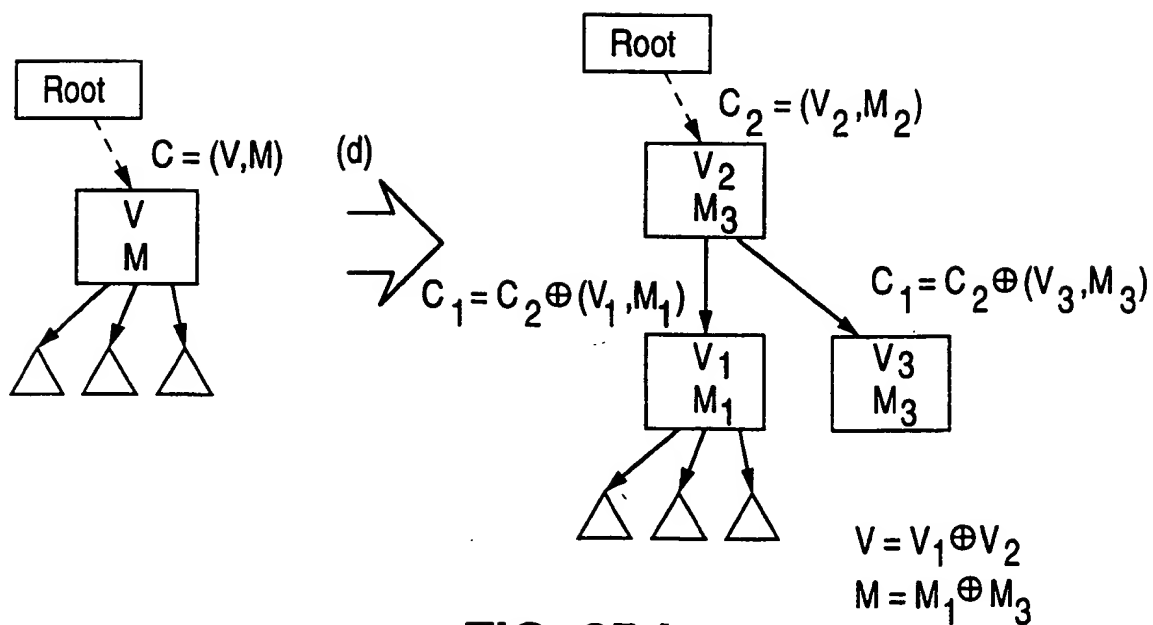 Root
C = (V,M)
V
M
(d)
Root
C₂ = (V₂,M₂)
V₂
M₃
C₁ = C₂ ⊕ (V₁,M₁)
C₁ = C₂ ⊕ (V₃,M₃)
V₁
M₁
V₃
M₃
V = V₁ ⊕ V₂
M = M₁ ⊕ M₃